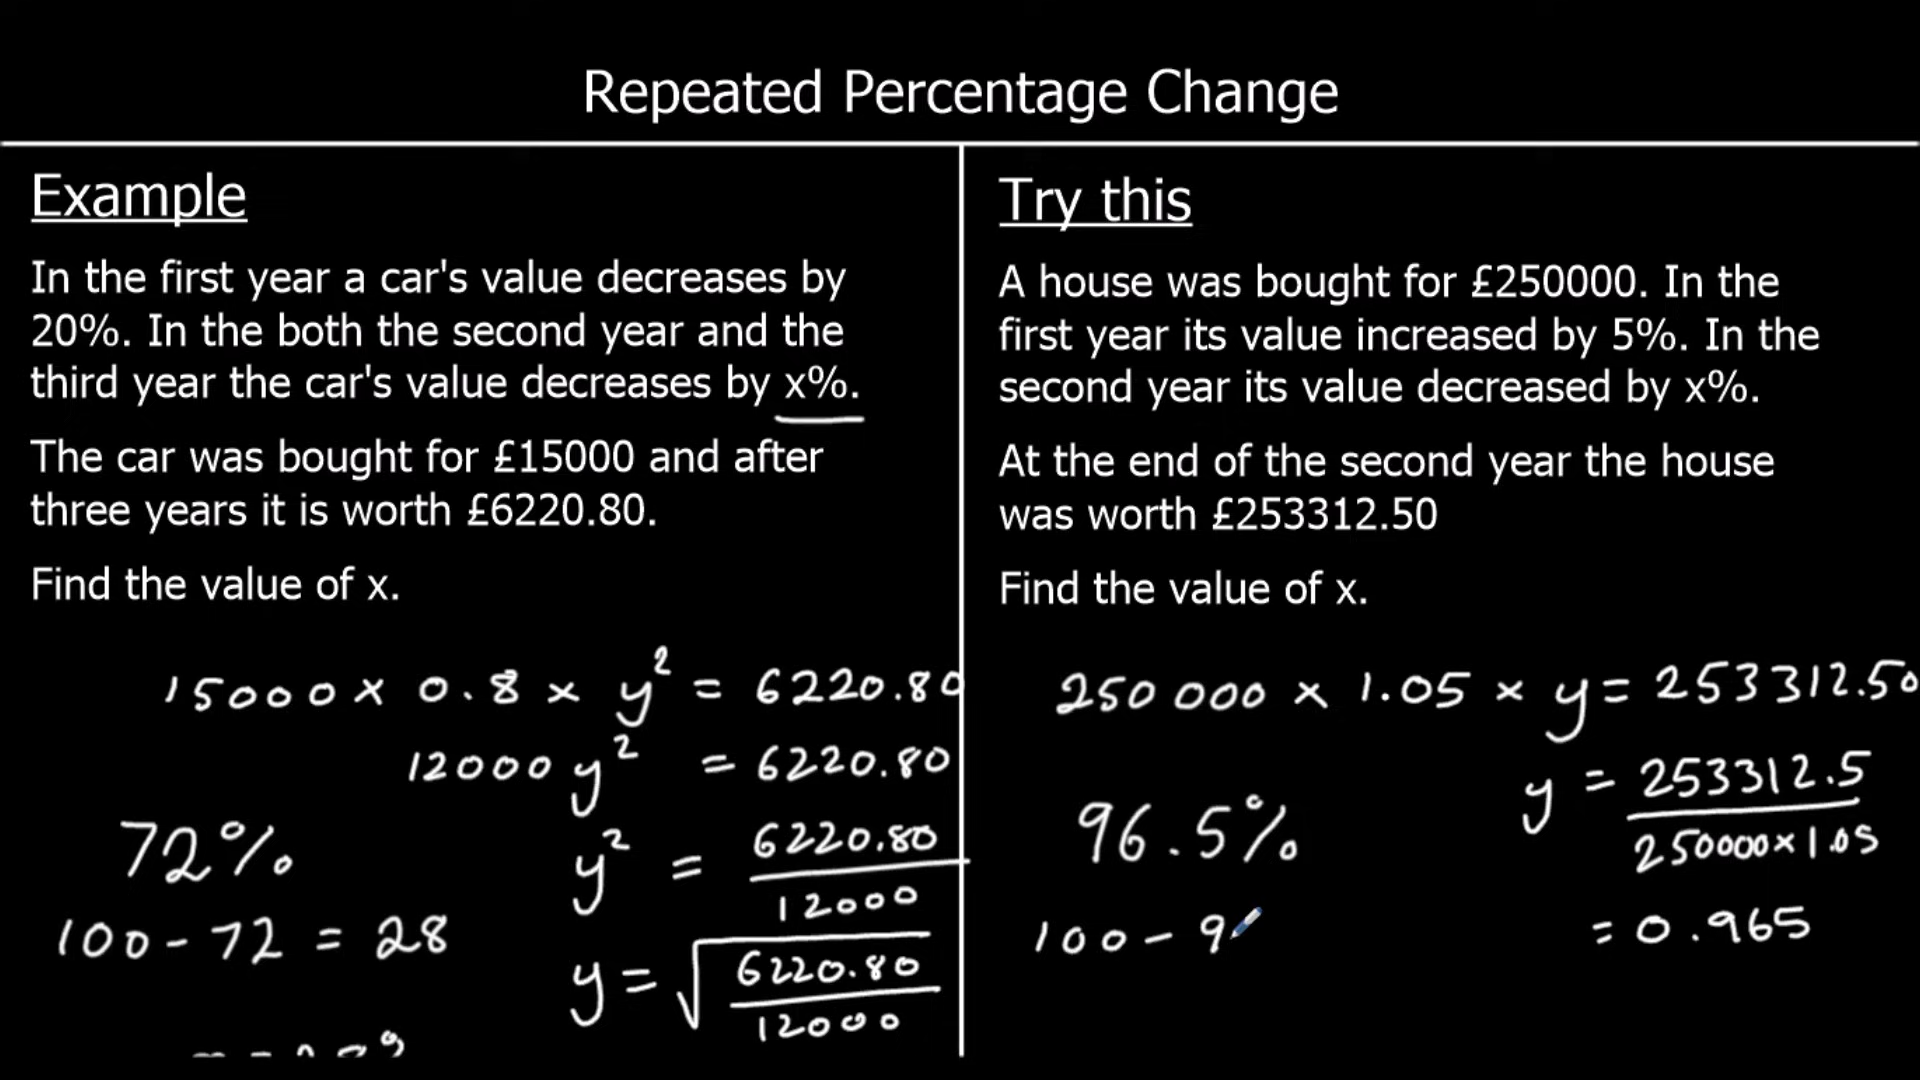 Repeated Percentage Change
Example
In the first year a car's value decreases by
20%. In the both the second year and the
third year the car's value decreases by x%.
The car was bought for £15000 and after
three years it is worth £6220.80.
Find the value of x.
15000 × 0.8 × y² = 6220.80
12000 y² = 6220.80
y² = 6220.80
12000
y = √ 6220.80
12000
72%
100 - 72 = 28
Try this
A house was bought for £250000. In the
first year its value increased by 5%. In the
second year its value decreased by x%.
At the end of the second year the house
was worth £253312.50
Find the value of x.
250 000 × 1.05 × y = 253312.50
y = 253312.5
250000 × 1.05
= 0.965
96.5%
100 - 9